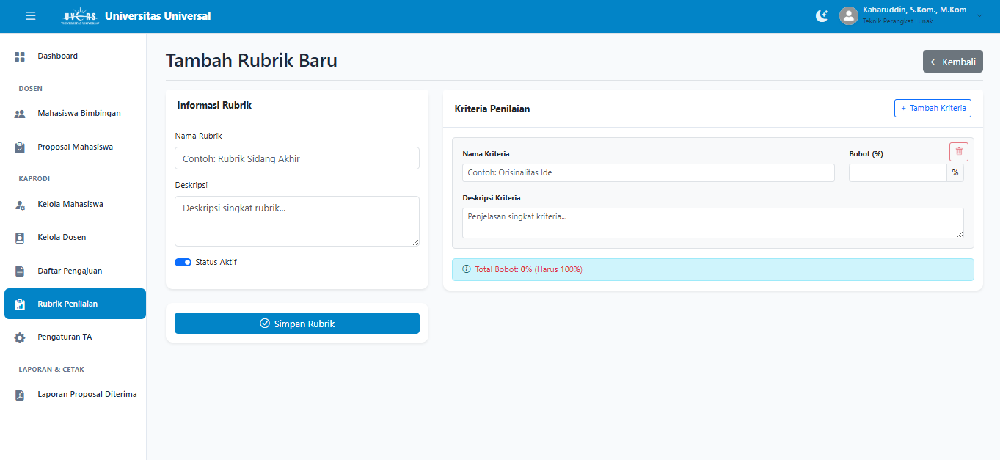 UVERS
UNIVERSITAS UNIVERSAL
Universitas Universal
Kaharuddin, S.Kom., M.Kom
Teknik Perangkat Lunak
Dashboard
DOSEN
Mahasiswa Bimbingan
Proposal Mahasiswa
KAPRODI
Kelola Mahasiswa
Kelola Dosen
Daftar Pengajuan
Rubrik Penilaian
Pengaturan TA
LAPORAN & CETAK
Laporan Proposal Diterima
Tambah Rubrik Baru
← Kembali
Informasi Rubrik
Nama Rubrik
Contoh: Rubrik Sidang Akhir
Deskripsi
Deskripsi singkat rubrik...
Status Aktif
Simpan Rubrik
Kriteria Penilaian
+ Tambah Kriteria
Nama Kriteria
Bobot (%)
Contoh: Orisinalitas Ide
%
Deskripsi Kriteria
Penjelasan singkat kriteria...
Total Bobot: 0% (Harus 100%)